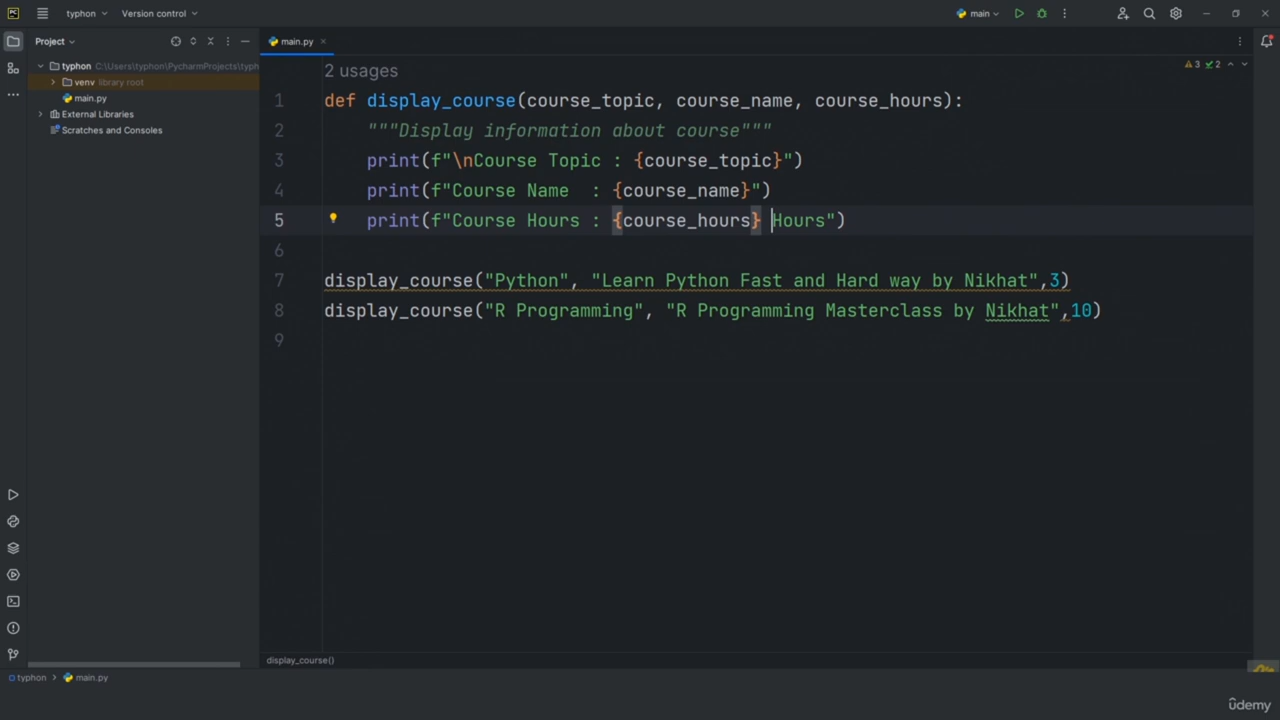 typhon
Version control
main
Project
main.py
typhon C:\Users\typhon\PycharmProjects\typh
venv library root
main.py
External Libraries
Scratches and Consoles
2 usages
3 2
1 def display_course(course_topic, course_name, course_hours):
2 """Display information about course"""
3 print(f"\nCourse Topic : {course_topic}")
4 print(f"Course Name  : {course_name}")
5 print(f"Course Hours : {course_hours} Hours")
6
7 display_course("Python", "Learn Python Fast and Hard way by Nikhat",3)
8 display_course("R Programming", "R Programming Masterclass by Nikhat",10)
9
display_course()
typhon > main.py
ûdemy